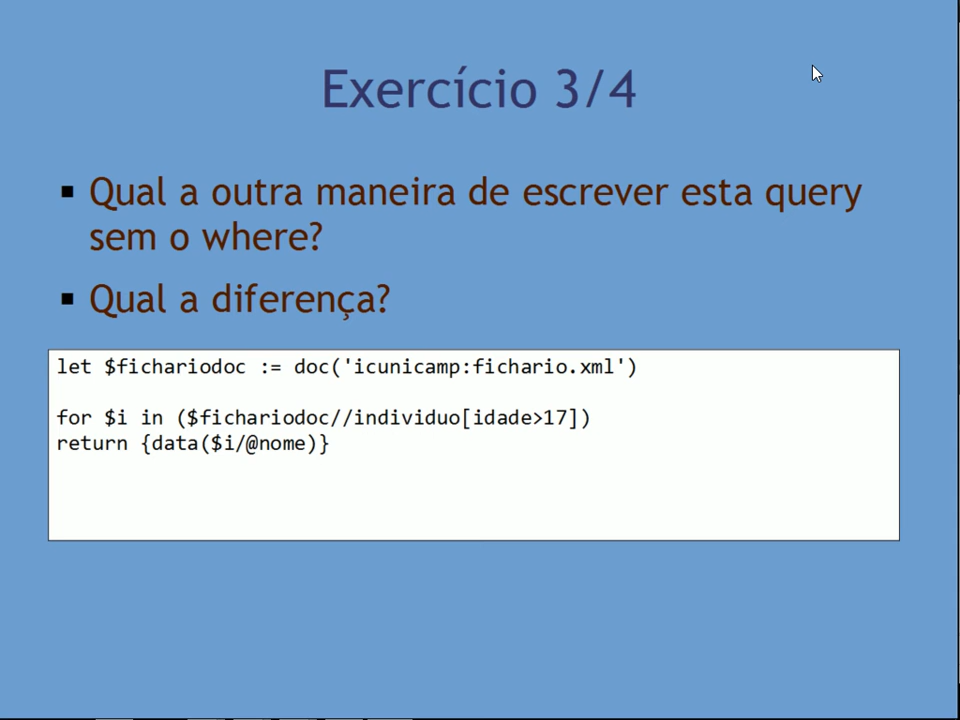 Exercício 3/4
Qual a outra maneira de escrever esta query
sem o where?
Qual a diferença?
let $fichariodoc := doc('icunicamp:fichario.xml')
for $i in ($fichariodoc//individuo[idade>17])
return {data($i/@nome)}